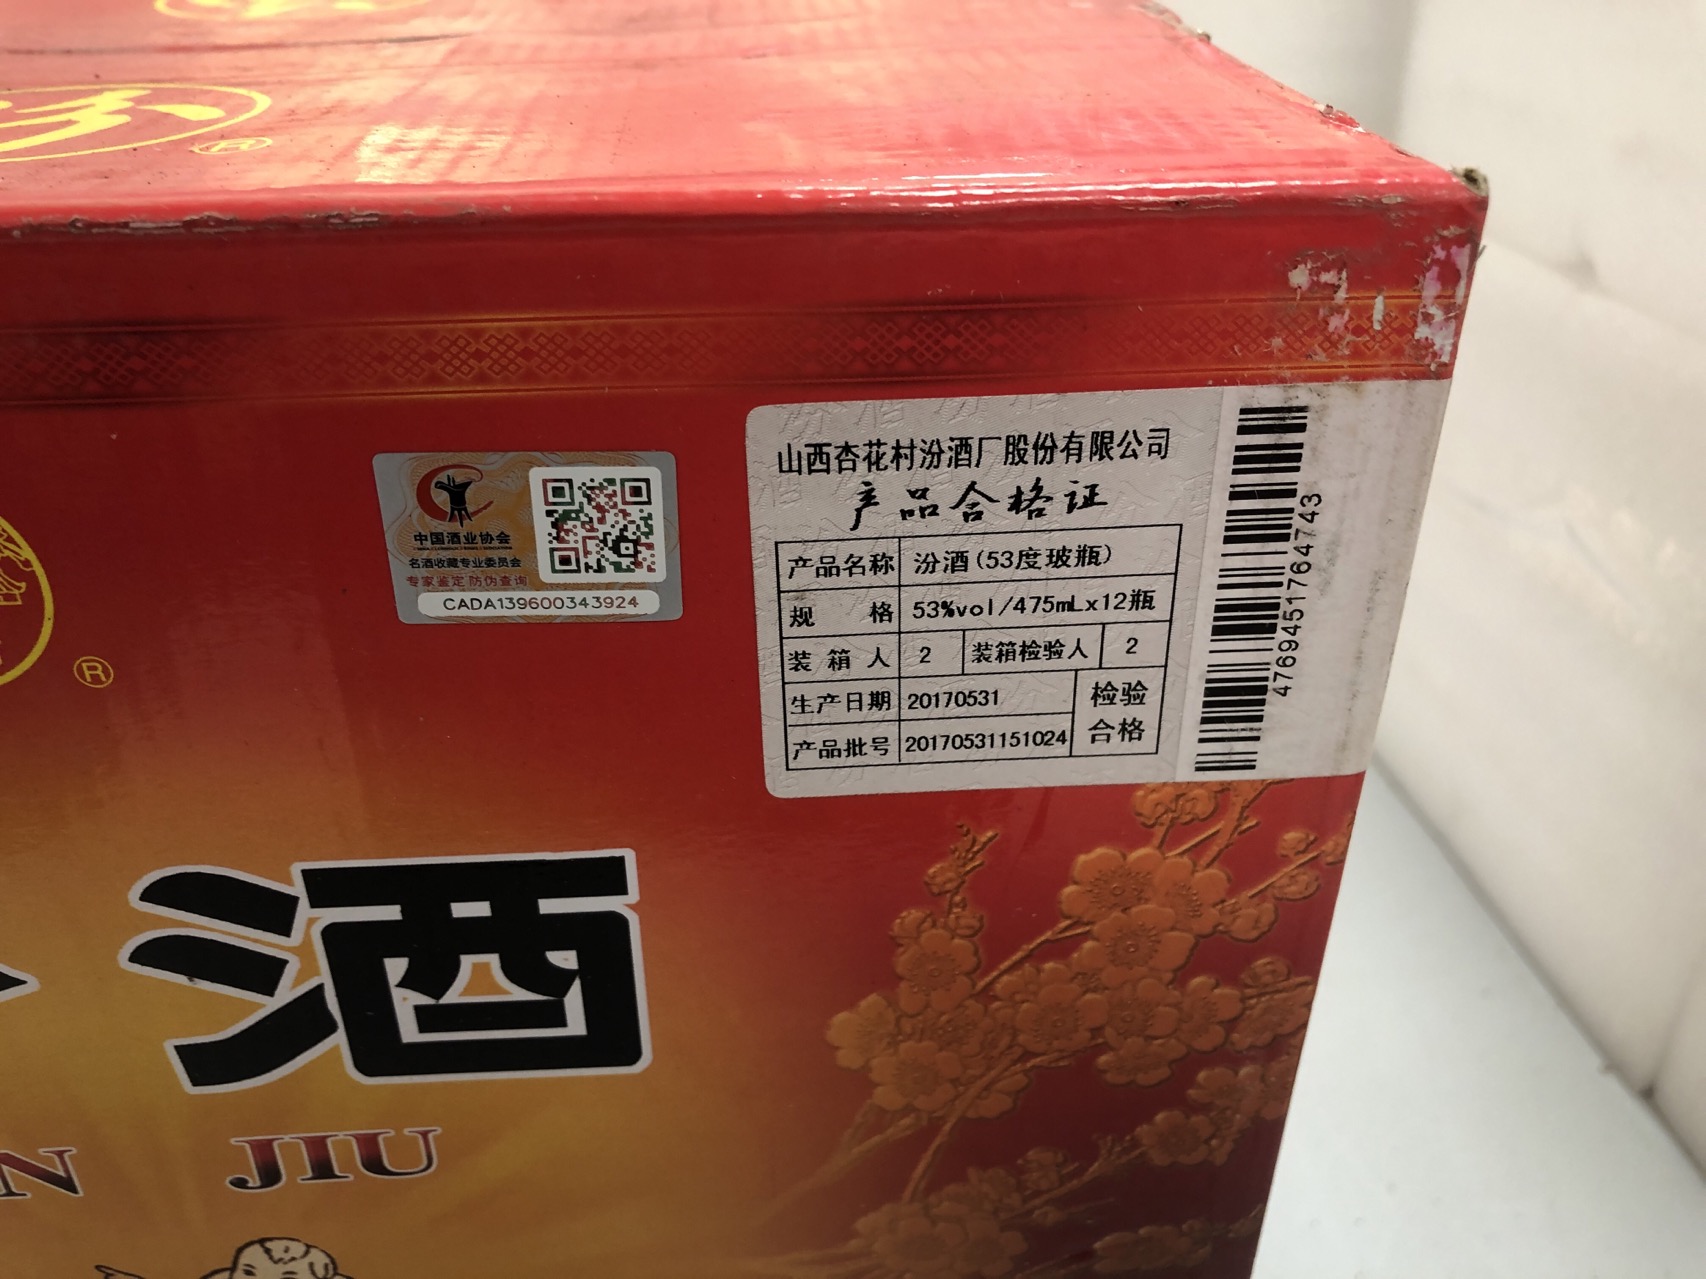 汾
®
®
中国酒业协会
名酒收藏专业委员会
专家鉴定 防伪查询
CADA139600343924
山西杏花村汾酒厂股份有限公司
产品合格证
产品名称 汾酒(53度玻瓶)
规 格 53%vol/475mLx12瓶
装箱人 2 装箱检验人 2
生产日期 20170531 检验
产品批号 20170531151024 合格
4769451764743
酒
N JIU